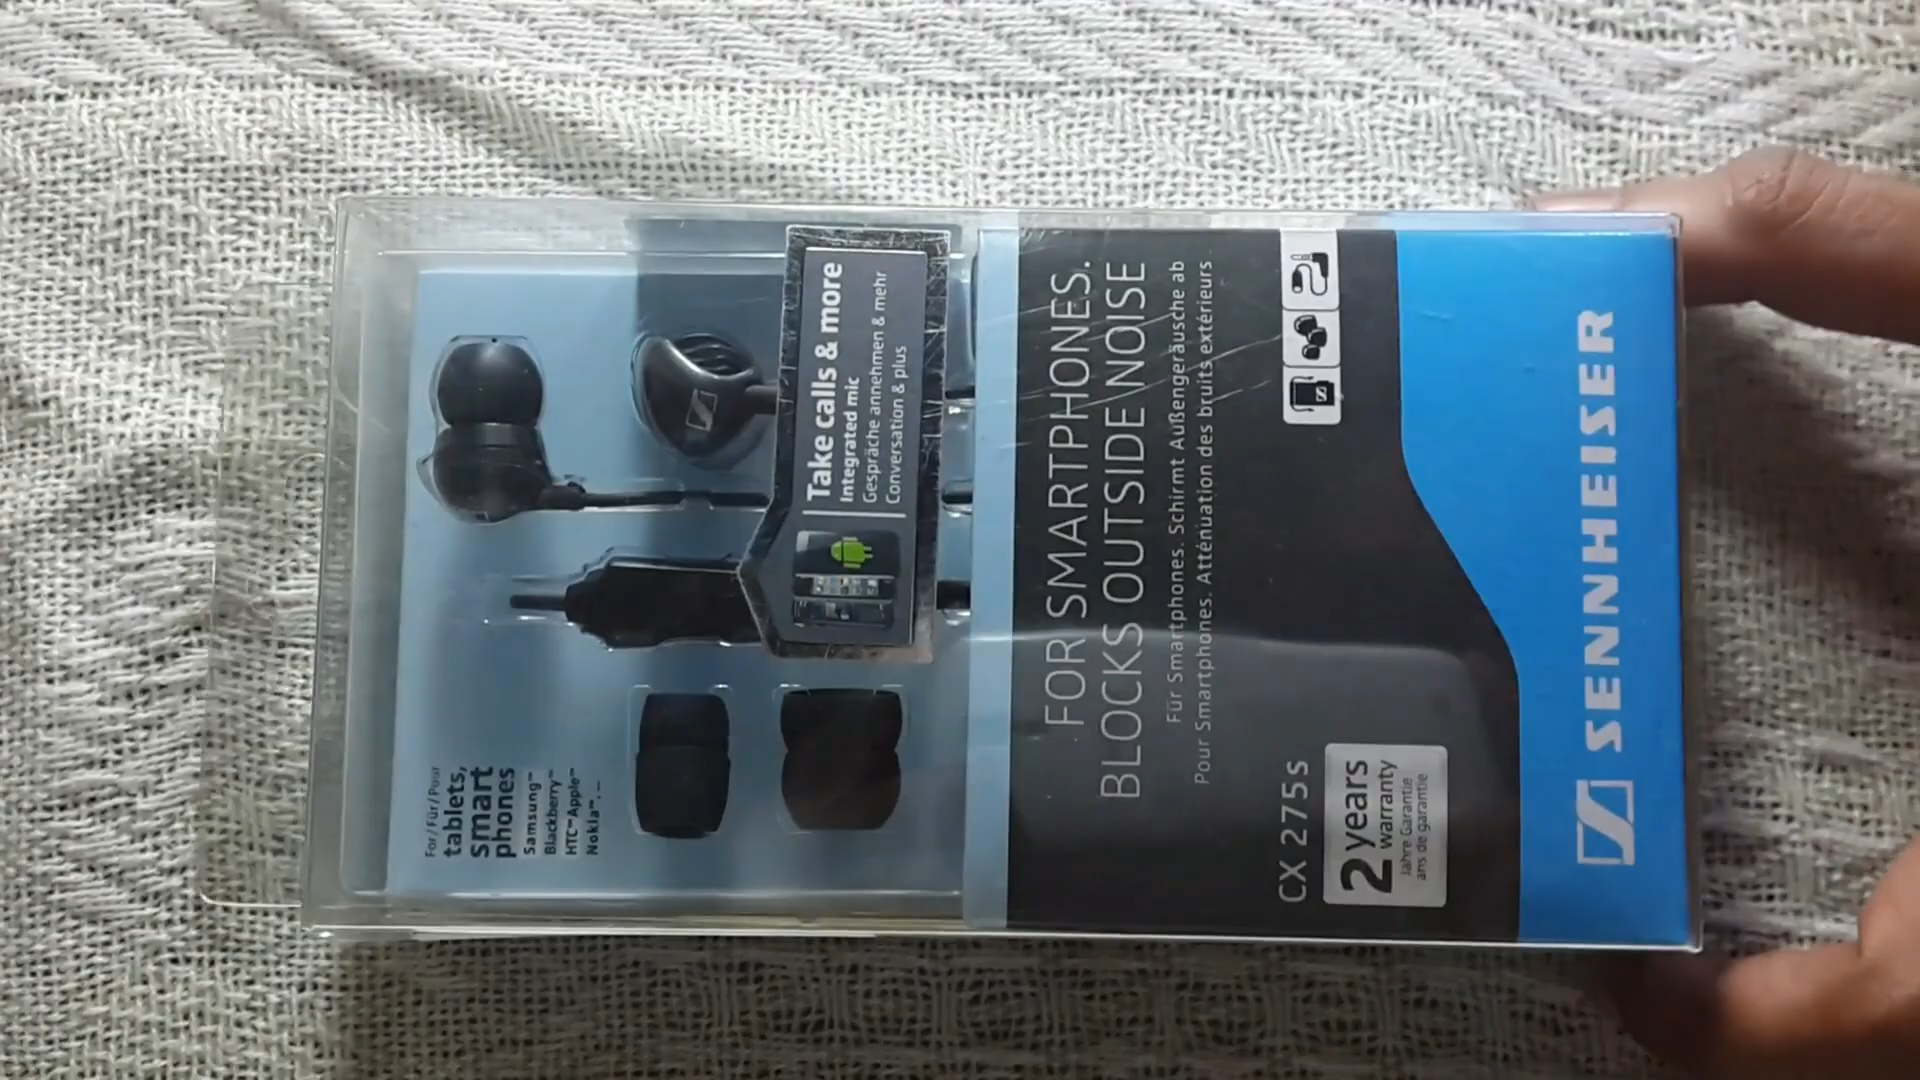 For / Für / Pour
tablets,
smart
phones
Samsung™
Blackberry™
HTC™ Apple™
Nokia™, ...
Take calls & more
Integrated mic
Gespräche annehmen & mehr
Conversation & plus
FOR SMARTPHONES.
BLOCKS OUTSIDE NOISE
Für Smartphones. Schirmt Außengeräusche ab
Pour Smartphones. Atténuation des bruits extérieurs
CX 275s
2 years
warranty
Jahre Garantie
ans de garantie
SENNHEISER